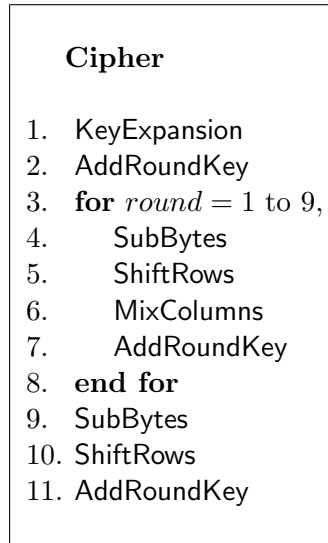 Cipher
1. KeyExpansion
2. AddRoundKey
3. for round = 1 to 9,
4. SubBytes
5. ShiftRows
6. MixColumns
7. AddRoundKey
8. end for
9. SubBytes
10. ShiftRows
11. AddRoundKey